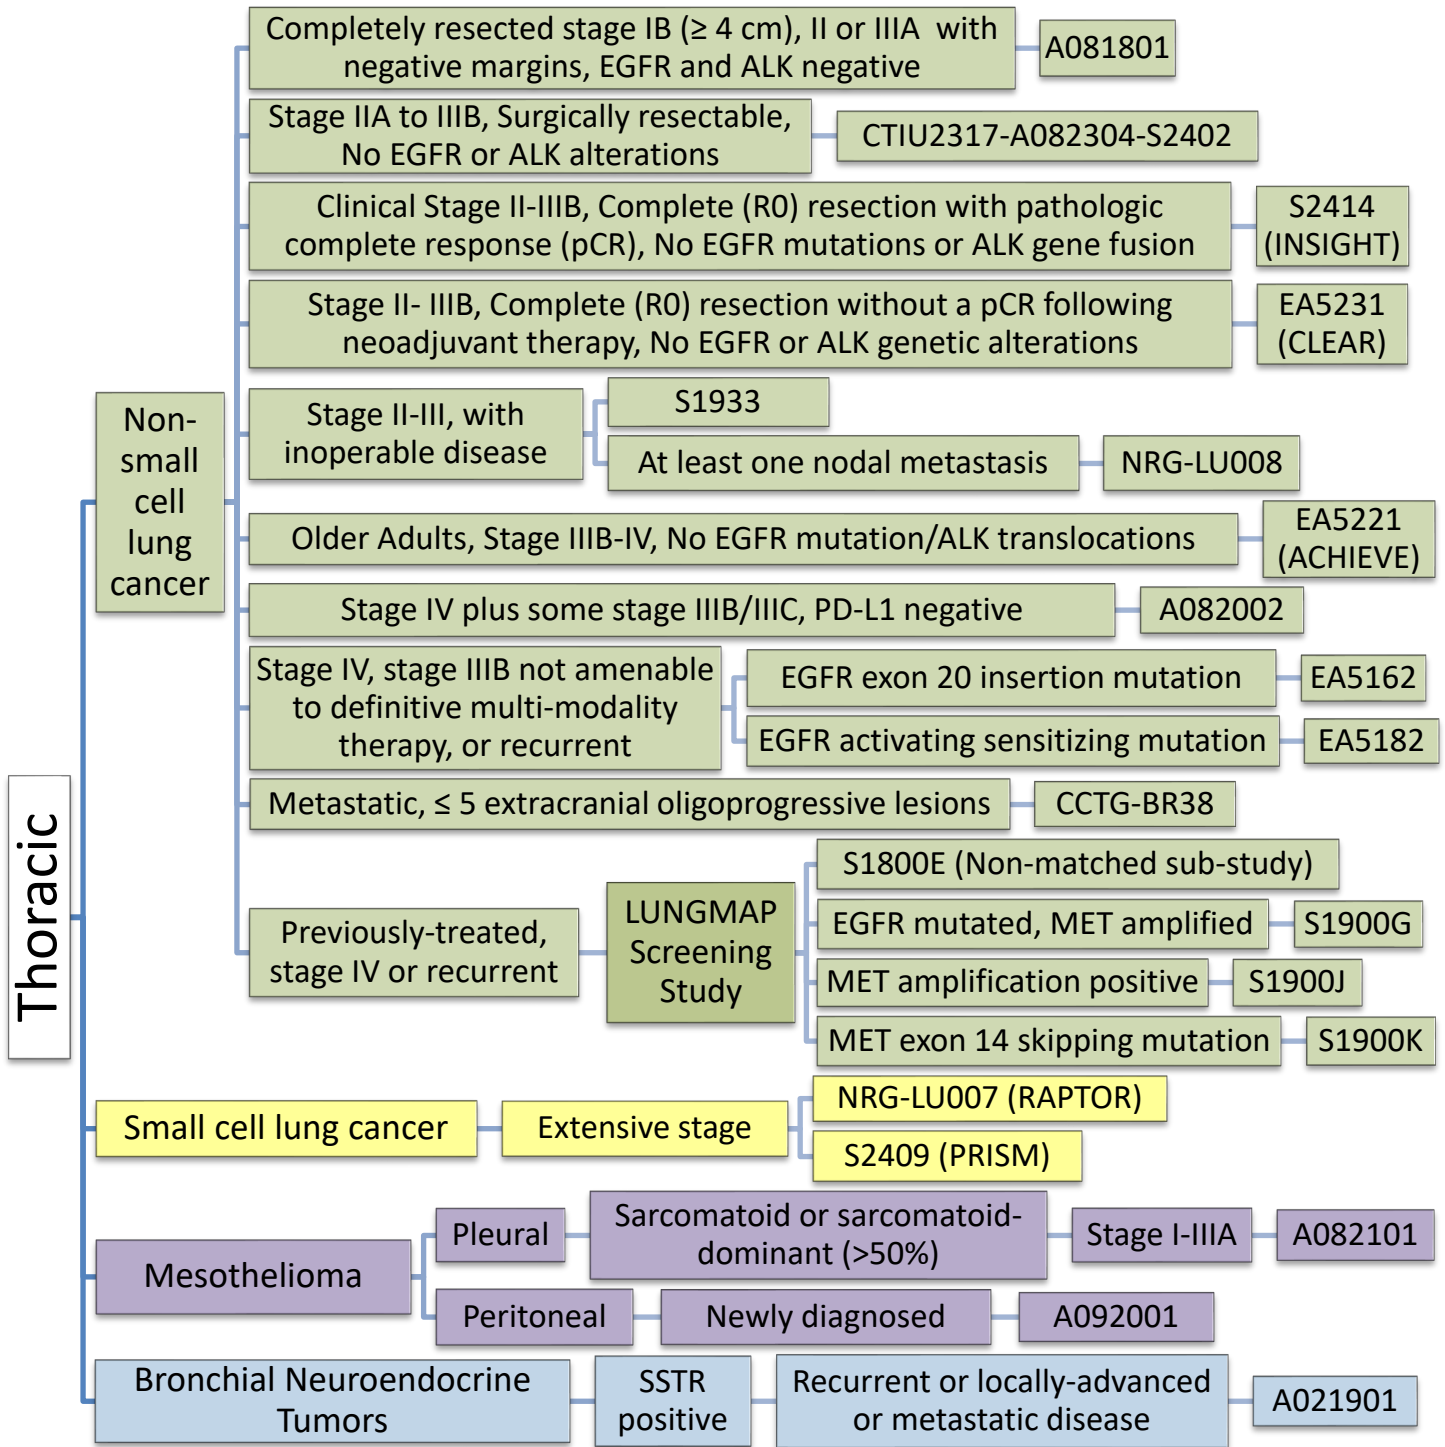 Thoracic
Non-
small
cell
lung
cancer
Completely resected stage IB (≥ 4 cm), II or IIIA with
negative margins, EGFR and ALK negative
A081801
Stage IIA to IIIB, Surgically resectable,
No EGFR or ALK alterations
CTIU2317-A082304-S2402
Clinical Stage II-IIIB, Complete (R0) resection with pathologic
complete response (pCR), No EGFR mutations or ALK gene fusion
S2414
(INSIGHT)
Stage II- IIIB, Complete (R0) resection without a pCR following
neoadjuvant therapy, No EGFR or ALK genetic alterations
EA5231
(CLEAR)
Stage II-III, with
inoperable disease
S1933
At least one nodal metastasis
NRG-LU008
Older Adults, Stage IIIB-IV, No EGFR mutation/ALK translocations
EA5221
(ACHIEVE)
Stage IV plus some stage IIIB/IIIC, PD-L1 negative
A082002
Stage IV, stage IIIB not amenable
to definitive multi-modality
therapy, or recurrent
EGFR exon 20 insertion mutation
EA5162
EGFR activating sensitizing mutation
EA5182
Metastatic, ≤ 5 extracranial oligoprogressive lesions
CCTG-BR38
Previously-treated,
stage IV or recurrent
LUNGMAP
Screening
Study
S1800E (Non-matched sub-study)
EGFR mutated, MET amplified
S1900G
MET amplification positive
S1900J
MET exon 14 skipping mutation
S1900K
Small cell lung cancer
Extensive stage
NRG-LU007 (RAPTOR)
S2409 (PRISM)
Mesothelioma
Pleural
Sarcomatoid or sarcomatoid-
dominant (>50%)
Stage I-IIIA
A082101
Peritoneal
Newly diagnosed
A092001
Bronchial Neuroendocrine
Tumors
SSTR
positive
Recurrent or locally-advanced
or metastatic disease
A021901